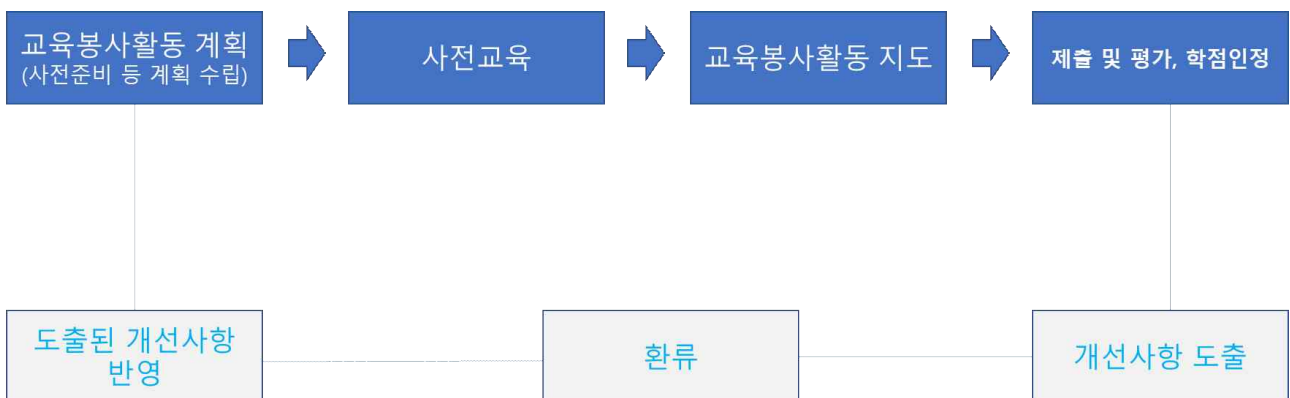 교육봉사활동 계획
(사전준비 등 계획 수립)
사전교육
교육봉사활동 지도
제출 및 평가, 학점인정
도출된 개선사항
반영
환류
개선사항 도출